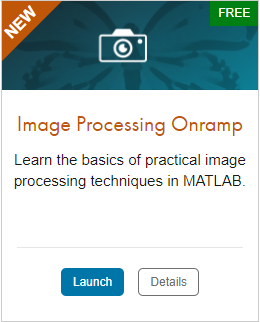 NEW
FREE
Image Processing Onramp
Learn the basics of practical image
processing techniques in MATLAB.
Launch
Details